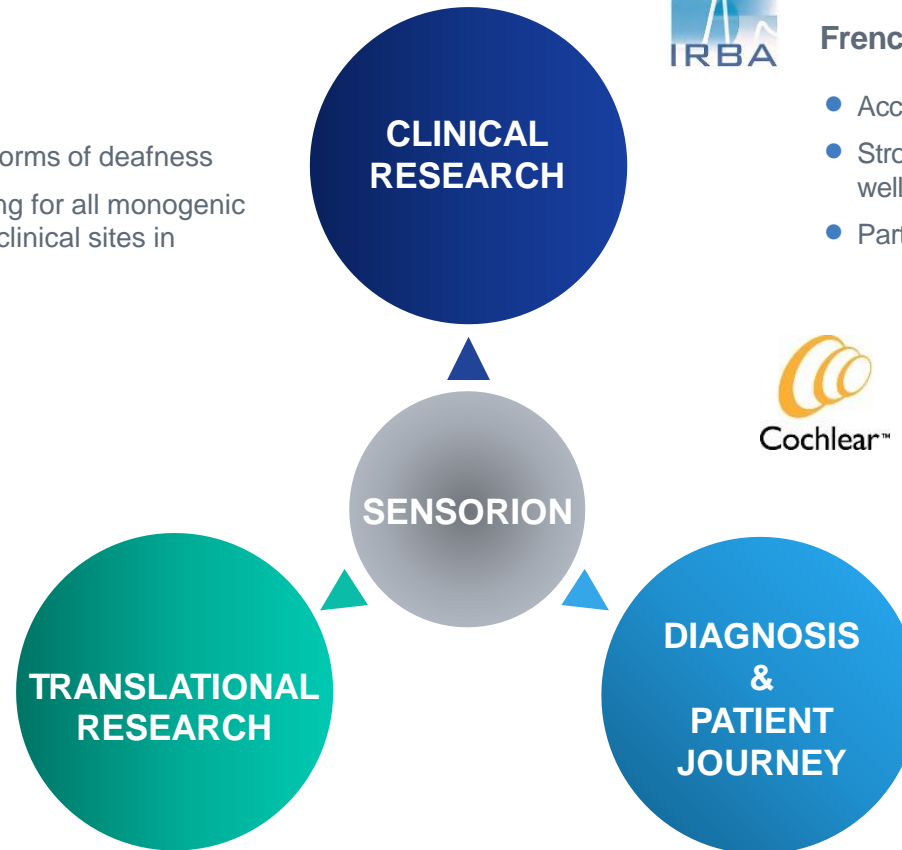 IRBA
Frenc
CLINICAL
RESEARCH
orms of deafness
ng for all monogenic
clinical sites in
Acc
Stro
well
Part
Cochlear™
SENSORION
TRANSLATIONAL
RESEARCH
DIAGNOSIS
&
PATIENT
JOURNEY